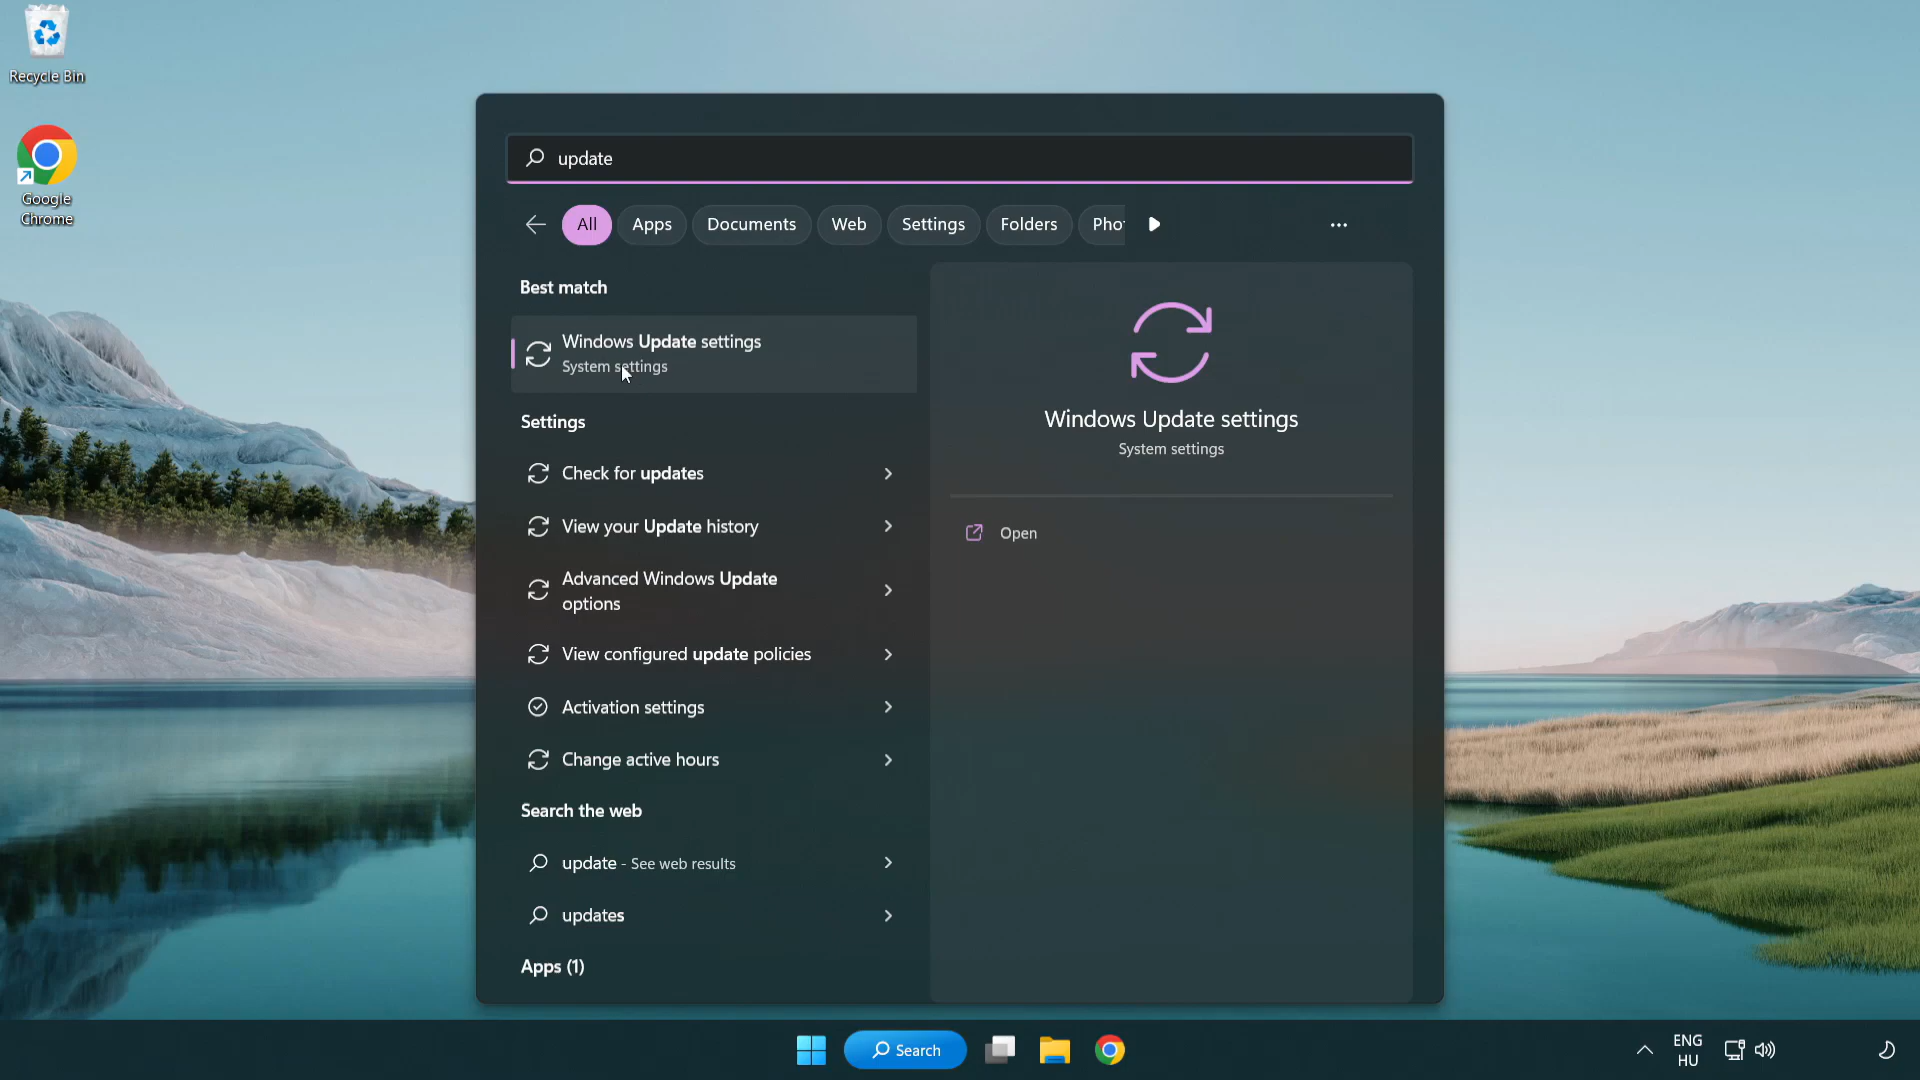 Recycle Bin
Google
Chrome
update
All
Apps
Documents
Web
Settings
Folders
Pho
Best match
Windows Update settings
System settings
Settings
Check for updates
View your Update history
Advanced Windows Update
options
View configured update policies
Activation settings
Change active hours
Search the web
update - See web results
updates
Apps (1)
Windows Update settings
System settings
Open
Search
ENG
HU